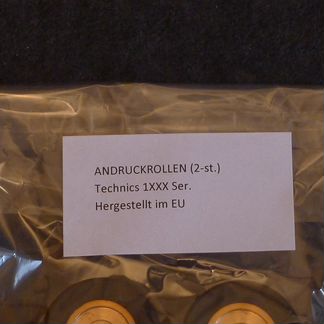 ANDRUCKROLLEN (2-st.)
Technics 1XXX Ser.
Hergestellt im EU